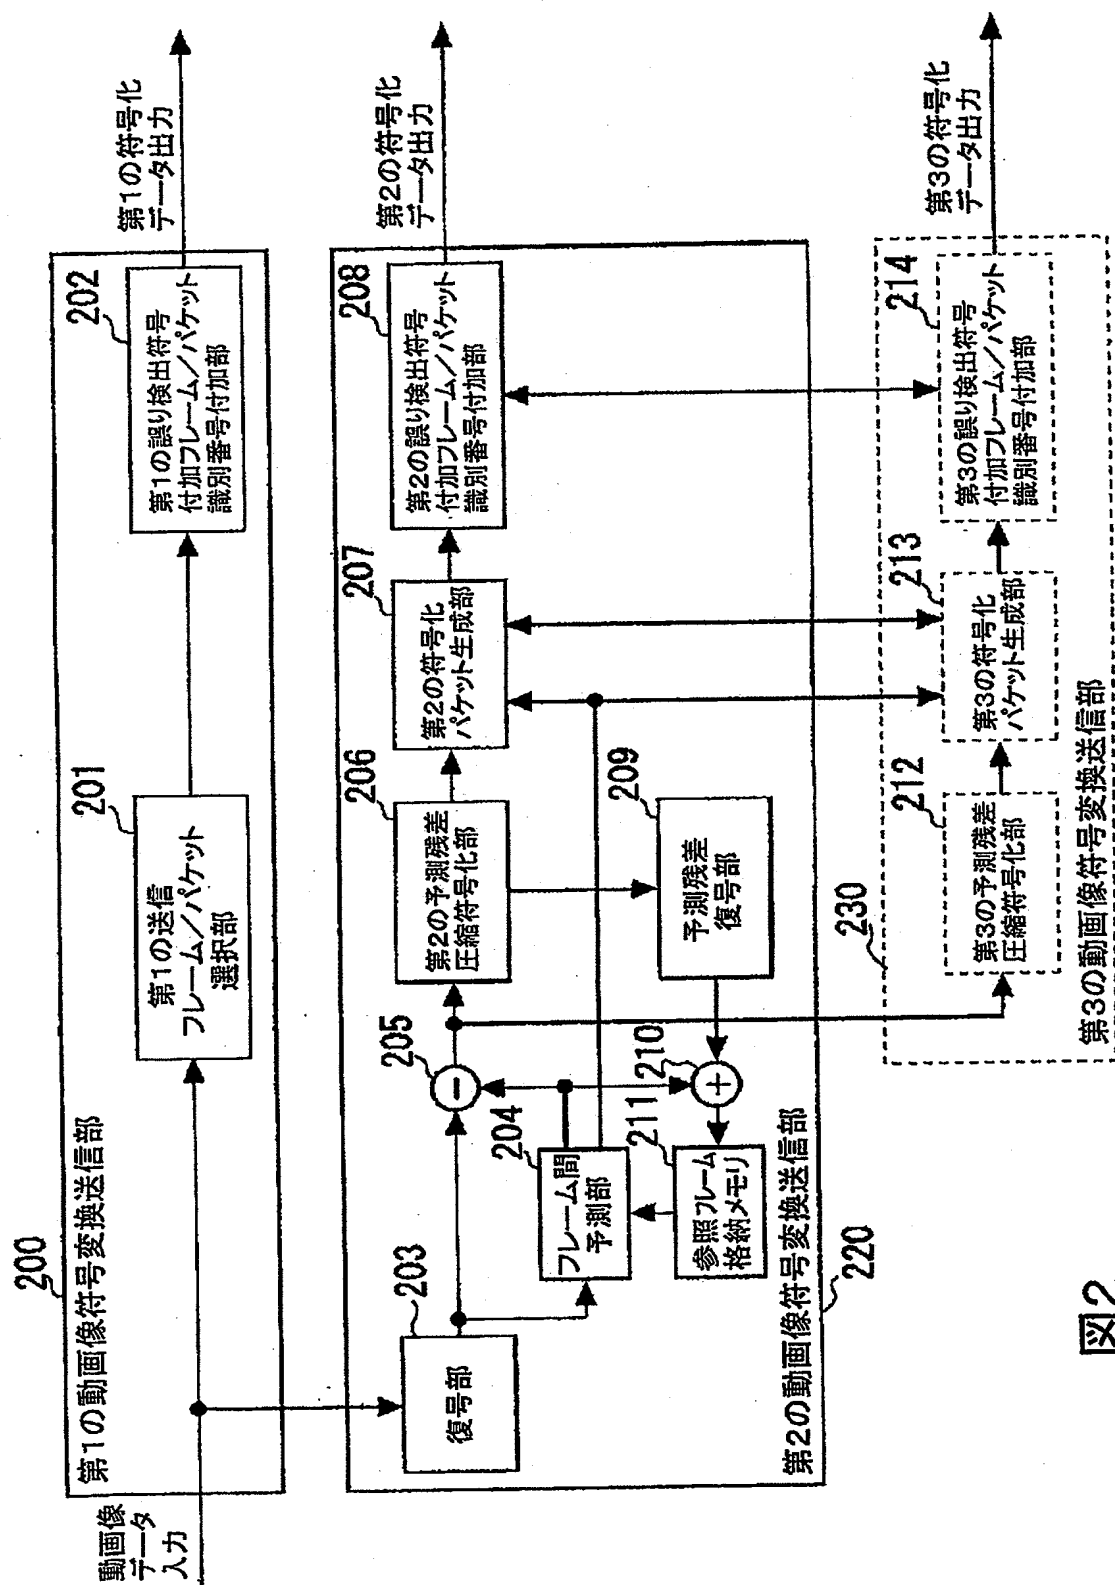 動画像
データ
入力
200
第1の動画像符号変換送信部
201
第1の送信
フレーム／パケット
選択部
202
第1の誤り検出符号
付加フレーム／パケット
識別番号付加部
第1の符号化
データ出力
203
復号部
204
フレーム間
予測部
205
−
206
第2の予測残差
圧縮符号化部
207
第2の符号化
パケット生成部
208
第2の誤り検出符号
付加フレーム／パケット
識別番号付加部
第2の符号化
データ出力
209
予測残差
復号部
210
+
211
参照フレーム
格納メモリ
第2の動画像符号変換送信部
220
230
212
第3の予測残差
圧縮符号化部
213
第3の符号化
パケット生成部
214
第3の誤り検出符号
付加フレーム／パケット
識別番号付加部
第3の符号化
データ出力
第3の動画像符号変換送信部
図2